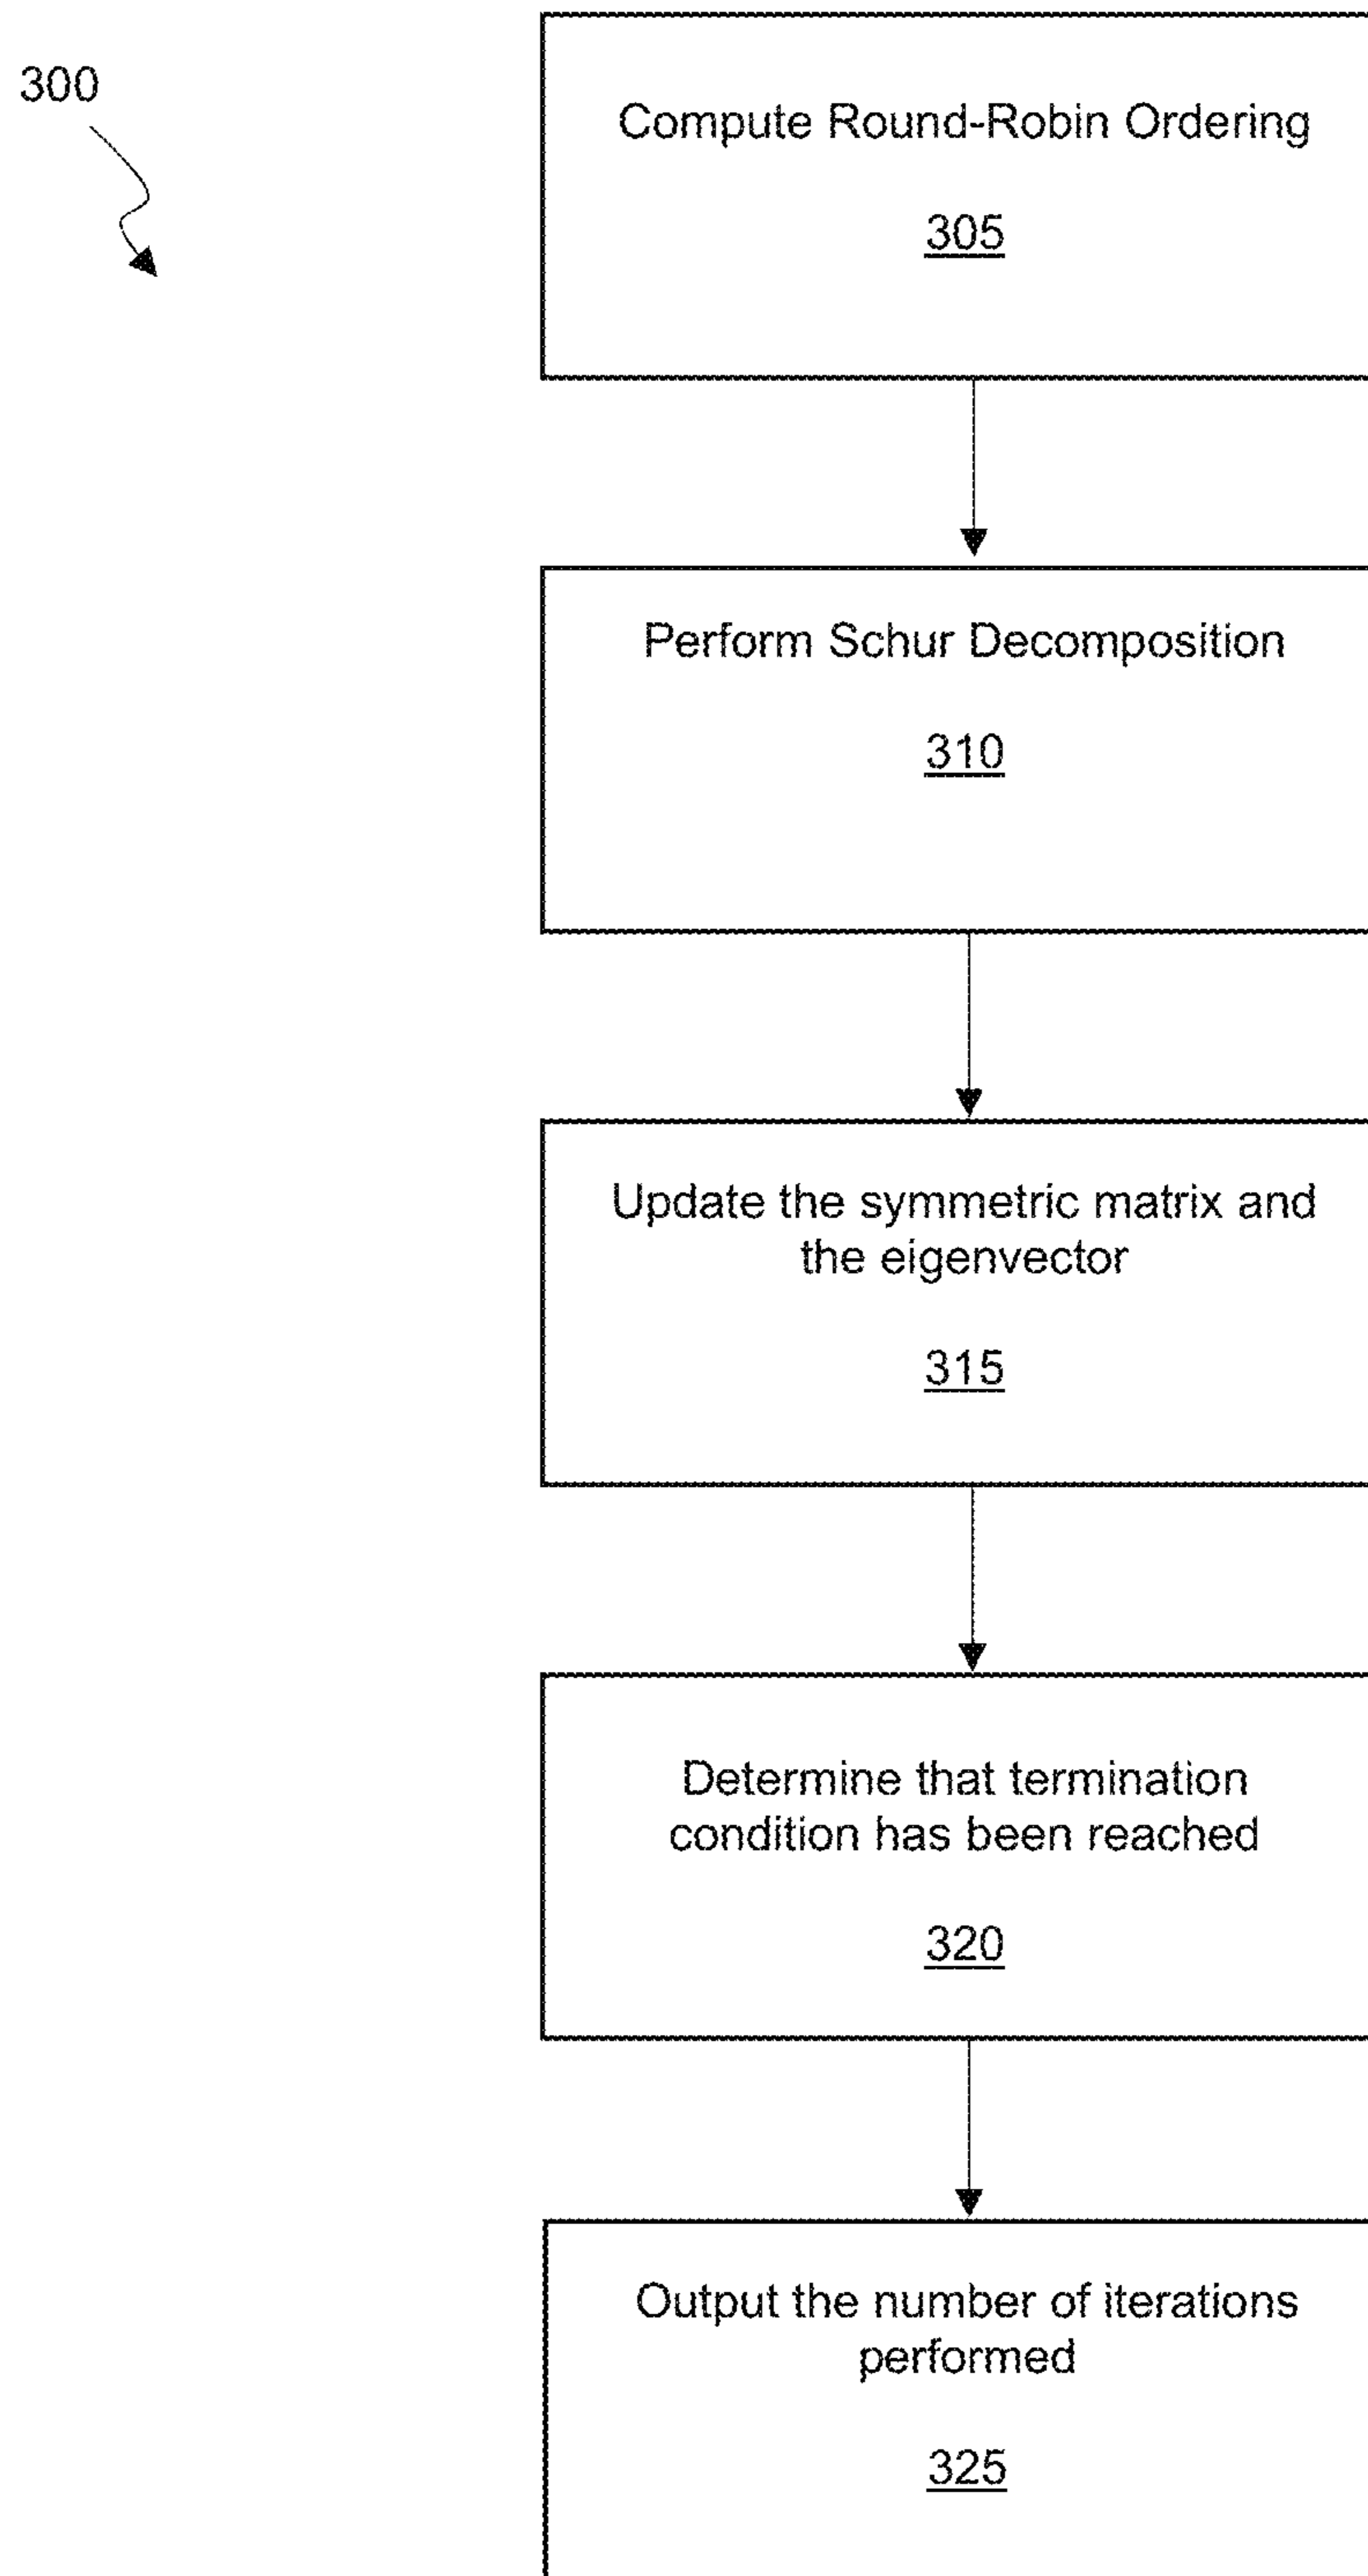 300
Compute Round-Robin Ordering
305
Perform Schur Decomposition
310
Update the symmetric matrix and
the eigenvector
315
Determine that termination
condition has been reached
320
Output the number of iterations
performed
325